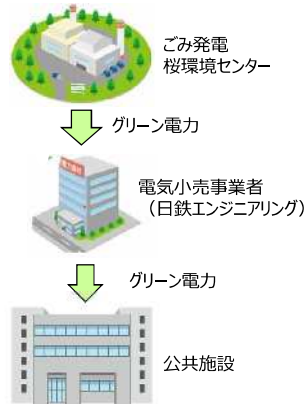 ごみ発電
桜環境センター
グリーン電力
電気小売事業者
（日鉄エンジニアリング）
グリーン電力
公共施設